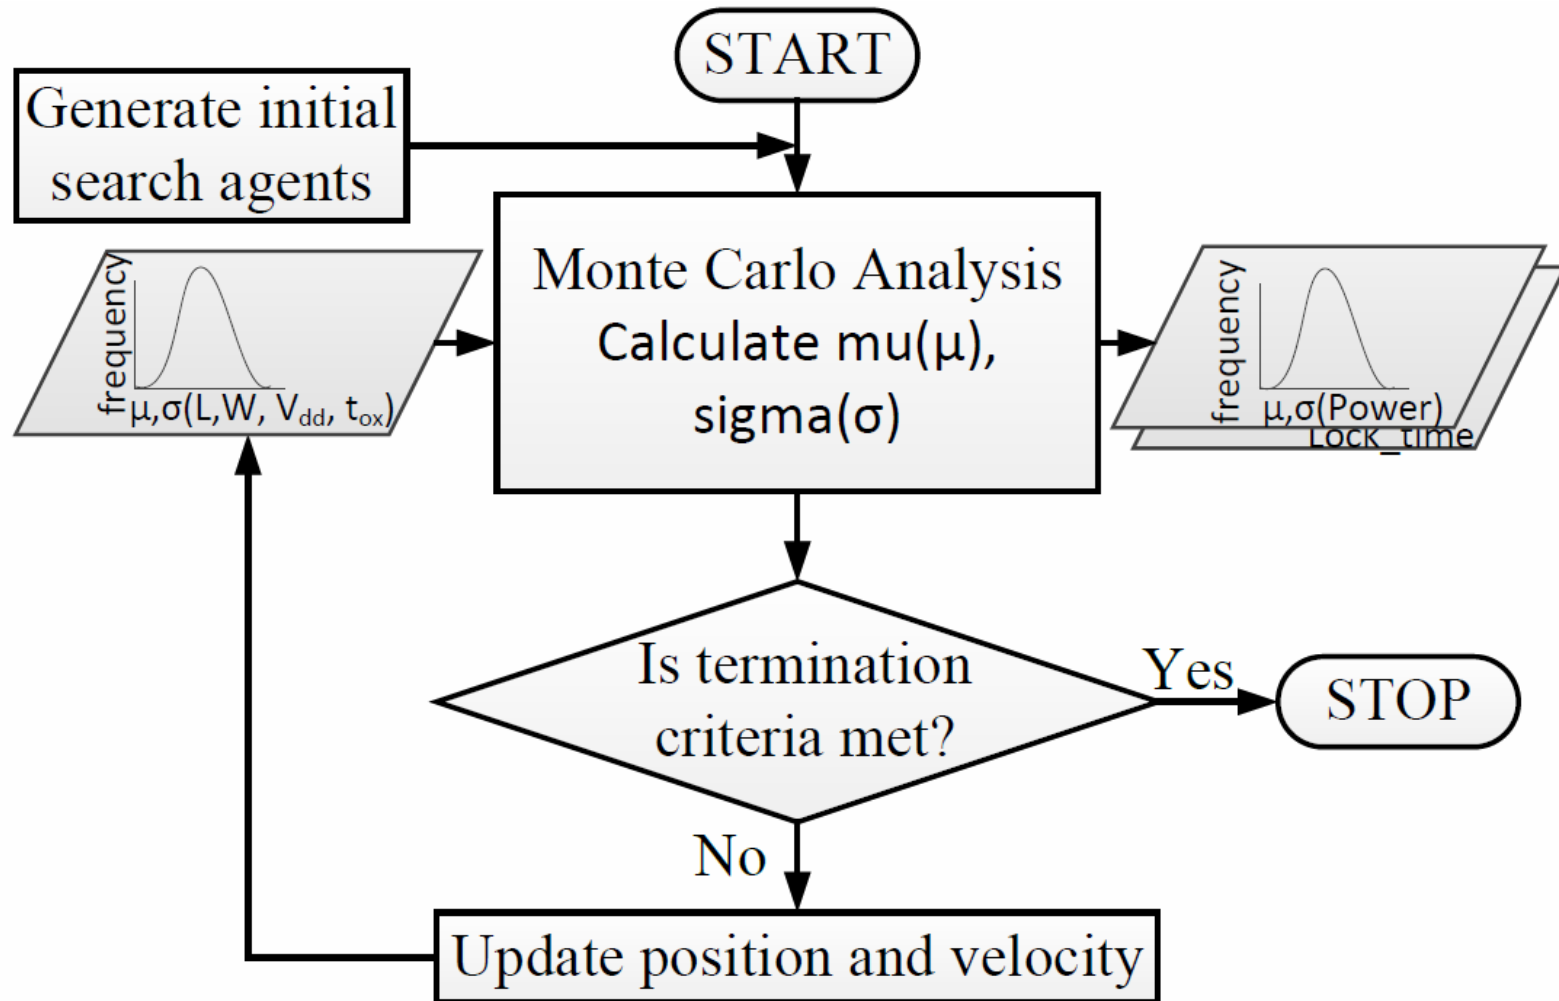 START
Generate initial
search agents
Monte Carlo Analysis
Calculate mu(μ),
sigma(σ)
frequency
μ,σ(L,W, Vdd, tox)
frequency
μ,σ(Power)
Lock_time
Is termination
criteria met?
Yes
STOP
No
Update position and velocity